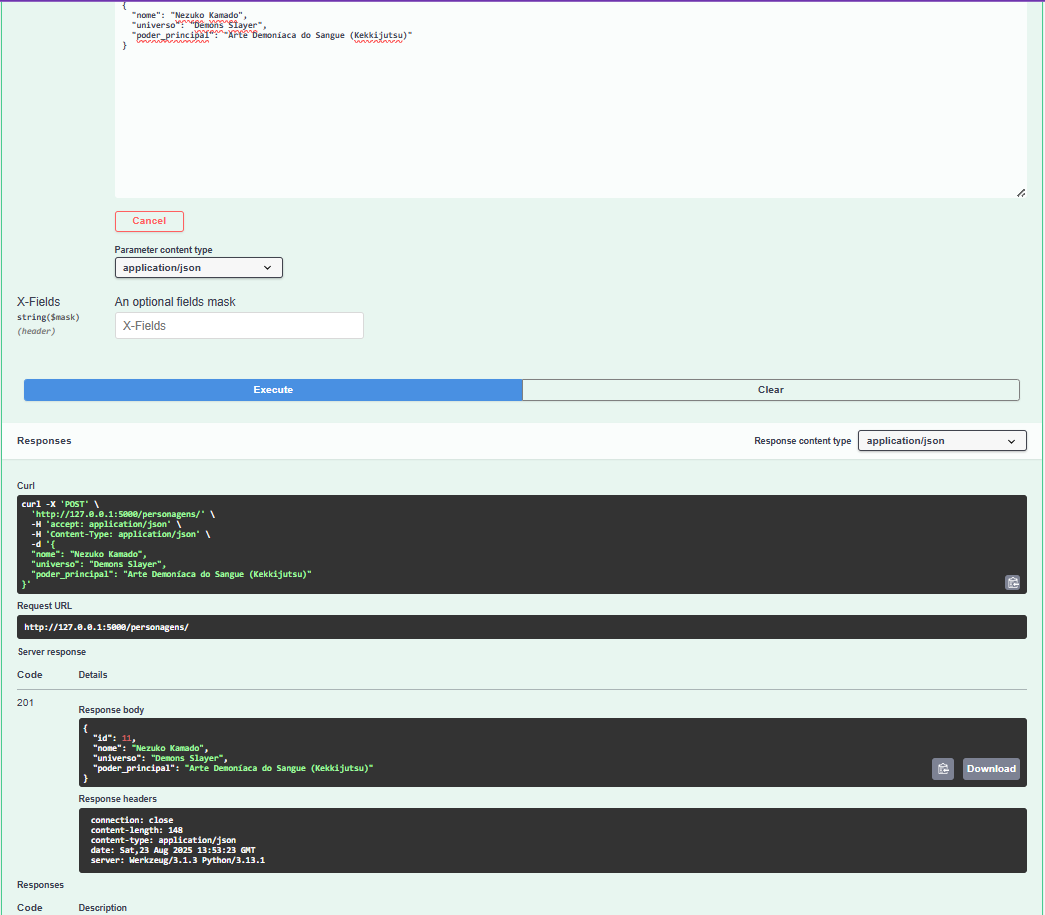 {
  "nome": "Nezuko Kamado",
  "universo": "Demons Slayer",
  "poder_principal": "Arte Demoníaca do Sangue (Kekkijutsu)"
}
Cancel
Parameter content type
application/json
X-Fields
An optional fields mask
string($mask)
(header)
X-Fields
Execute
Clear
Responses
Response content type
application/json
Curl
curl -X 'POST' \
  'http://127.0.0.1:5000/personagens/' \
  -H 'accept: application/json' \
  -H 'Content-Type: application/json' \
  -d '{
  "nome": "Nezuko Kamado",
  "universo": "Demons Slayer",
  "poder_principal": "Arte Demoníaca do Sangue (Kekkijutsu)"
}'
Request URL
http://127.0.0.1:5000/personagens/
Server response
Code Details
201
Response body
{
  "id": 11,
  "nome": "Nezuko Kamado",
  "universo": "Demons Slayer",
  "poder_principal": "Arte Demoníaca do Sangue (Kekkijutsu)"
}
Download
Response headers
connection: close
content-length: 148
content-type: application/json
date: Sat,23 Aug 2025 13:53:23 GMT
server: Werkzeug/3.1.3 Python/3.13.1
Responses
Code Description